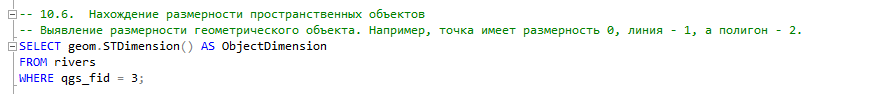 -- 10.6.  Нахождение размерности пространственных объектов
-- Выявление размерности геометрического объекта. Например, точка имеет размерность 0, линия - 1, а полигон - 2.
SELECT geom.STDimension() AS ObjectDimension
FROM rivers
WHERE qgs_fid = 3;